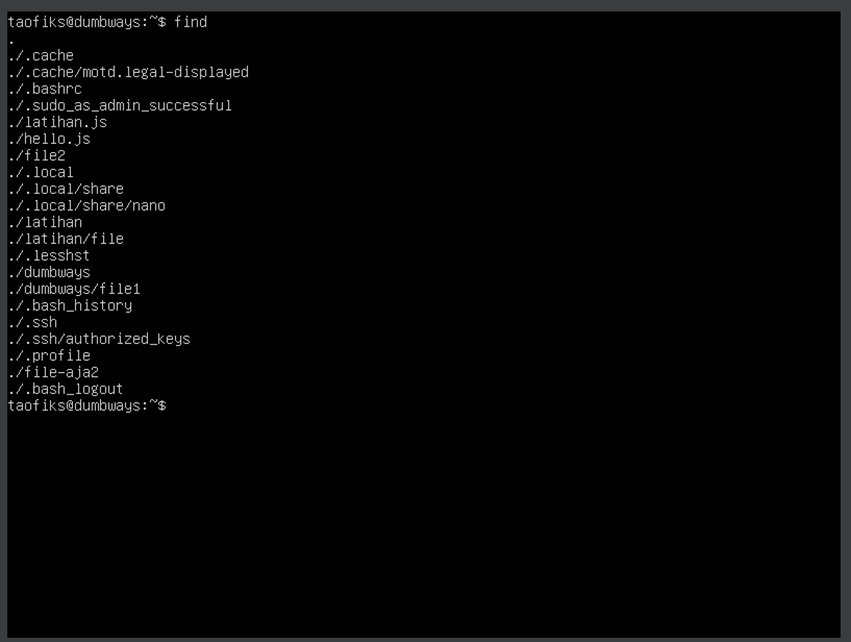 taofiks@dumbways:~$ find
.
./.cache
./.cache/motd.legal-displayed
./.bashrc
./.sudo_as_admin_successful
./latihan.js
./hello.js
./file2
./.local
./.local/share
./.local/share/nano
./latihan
./latihan/file
./.lesshst
./dumbways
./dumbways/file1
./.bash_history
./.ssh
./.ssh/authorized_keys
./.profile
./file-aja2
./.bash_logout
taofiks@dumbways:~$